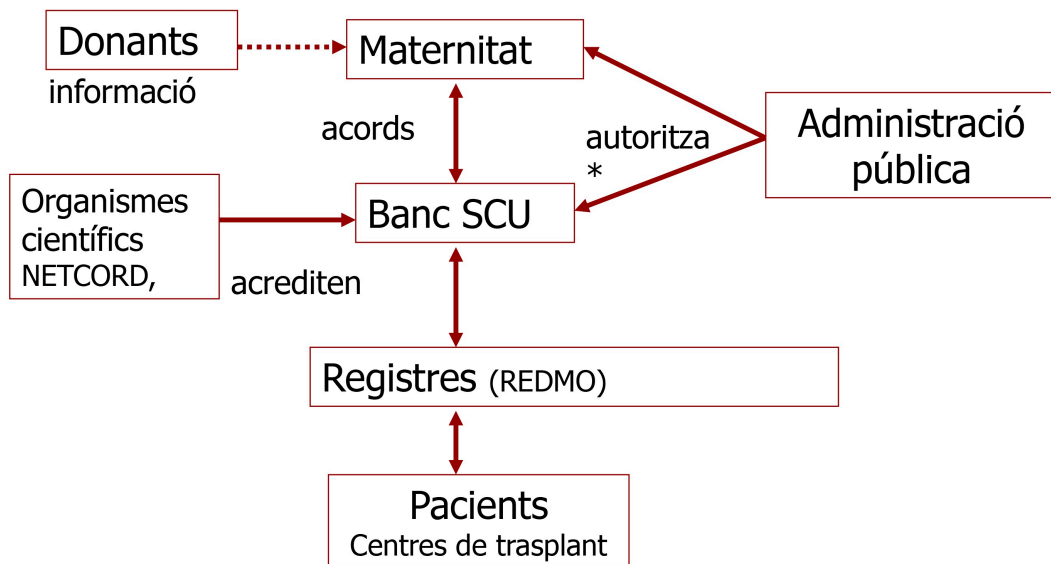 Donants
Maternitat
informació
acords
autoritza
*
Administració
pública
Organismes
científics
NETCORD,
Banc SCU
acrediten
Registres (REDMO)
Pacients
Centres de trasplant